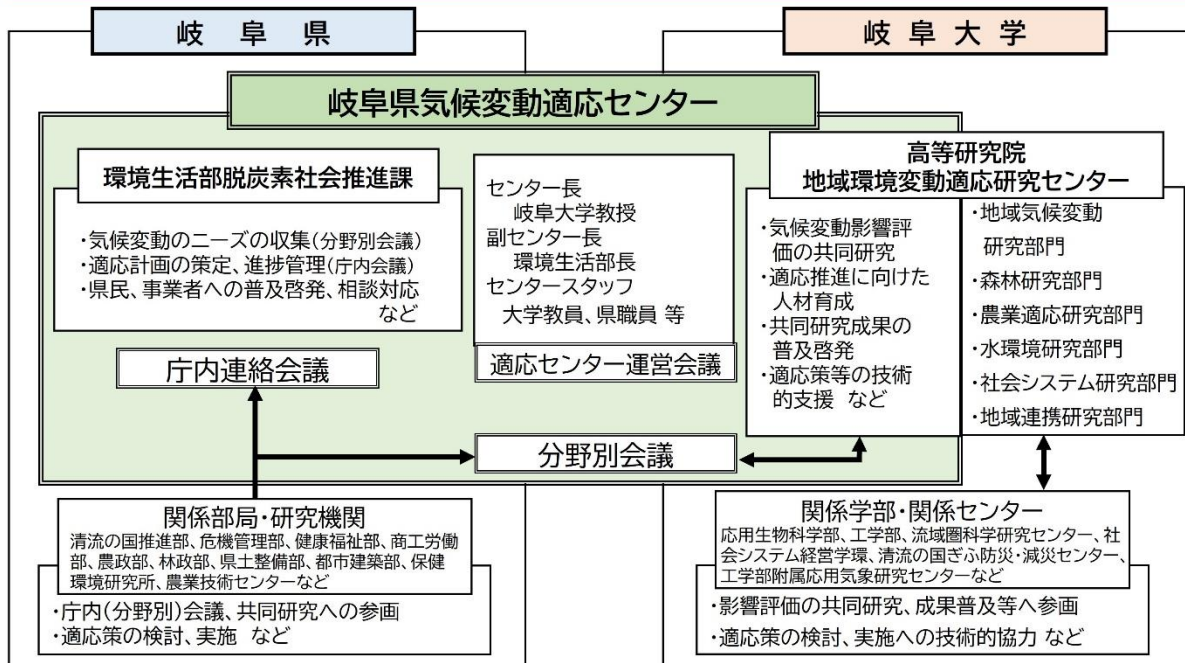 岐阜県
岐阜大学
岐阜県気候変動適応センター
環境生活部脱炭素社会推進課
・気候変動のニーズの収集(分野別会議)
・適応計画の策定、進捗管理(庁内会議)
・県民、事業者への普及啓発、相談対応
など
庁内連絡会議
センター長
岐阜大学教授
副センター長
環境生活部長
センタースタッフ
大学教員、県職員 等
適応センター運営会議
分野別会議
高等研究院
地域環境変動適応研究センター
・気候変動影響評
価の共同研究
・適応推進に向けた
人材育成
・共同研究成果の
普及啓発
・適応策等の技術
的支援 など
・地域気候変動
研究部門
・森林研究部門
・農業適応研究部門
・水環境研究部門
・社会システム研究部門
・地域連携研究部門
関係部局・研究機関
清流の国推進部、危機管理部、健康福祉部、商工労働
部、農政部、林政部、県土整備部、都市建築部、保健
環境研究所、農業技術センターなど
・庁内(分野別)会議、共同研究への参画
・適応策の検討、実施 など
関係学部・関係センター
応用生物科学部、工学部、流域圏科学研究センター、社
会システム経営学環、清流の国ぎふ防災・減災センター、
工学部附属応用気象研究センターなど
・影響評価の共同研究、成果普及等へ参画
・適応策の検討、実施への技術的協力 など